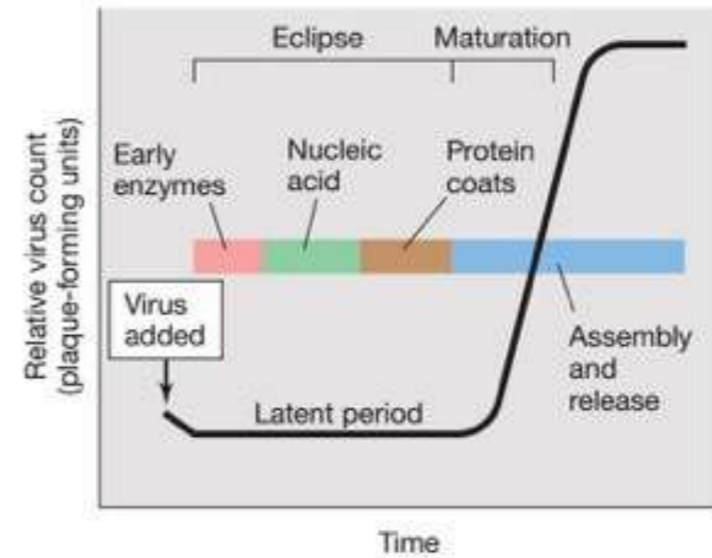 Eclipse
Maturation
Early
enzymes
Nucleic
acid
Protein
coats
Virus
added
Assembly
and
release
Latent period
Relative virus count
(plaque-forming units)
Time